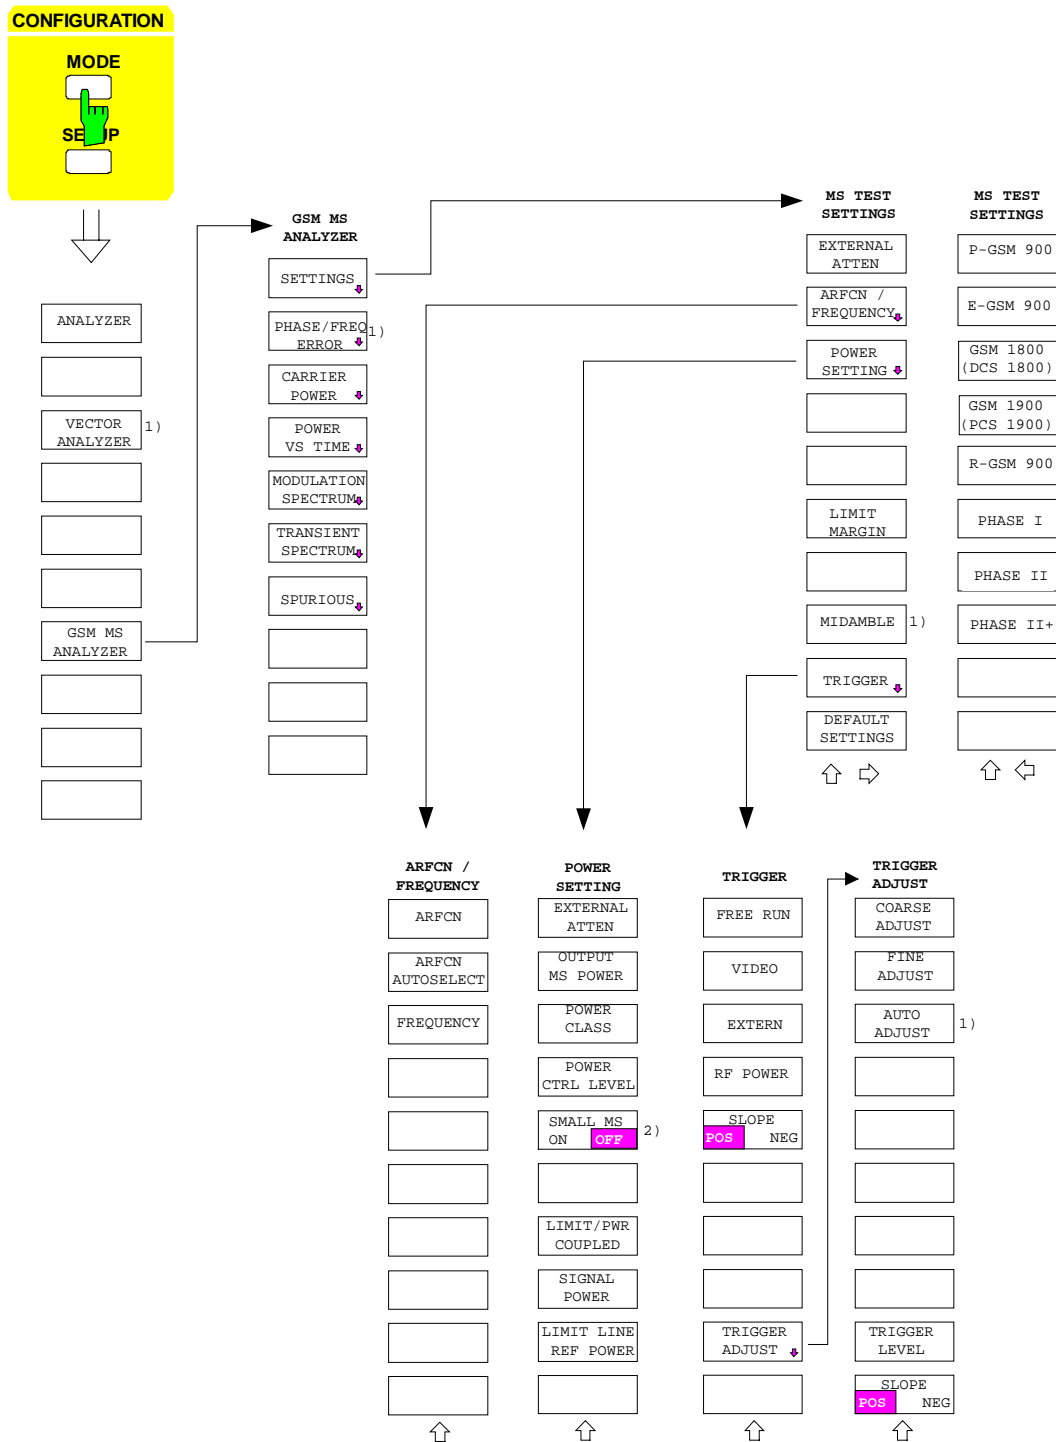 CONFIGURATION
MODE
SETUP
ANALYZER
VECTOR
ANALYZER
1)
GSM MS
ANALYZER
GSM MS
ANALYZER
SETTINGS
PHASE/FREQ
ERROR
1)
CARRIER
POWER
POWER
VS TIME
MODULATION
SPECTRUM
TRANSIENT
SPECTRUM
SPURIOUS
MS TEST
SETTINGS
EXTERNAL
ATTEN
ARFCN /
FREQUENCY
POWER
SETTING
LIMIT
MARGIN
MIDAMBLE
1)
TRIGGER
DEFAULT
SETTINGS
MS TEST
SETTINGS
P-GSM 900
E-GSM 900
GSM 1800
(DCS 1800)
GSM 1900
(PCS 1900)
R-GSM 900
PHASE I
PHASE II
PHASE II+
ARFCN /
FREQUENCY
ARFCN
ARFCN
AUTOSELECT
FREQUENCY
POWER
SETTING
EXTERNAL
ATTEN
OUTPUT
MS POWER
POWER
CLASS
POWER
CTRL LEVEL
SMALL MS
ON OFF
2)
LIMIT/PWR
COUPLED
SIGNAL
POWER
LIMIT LINE
REF POWER
TRIGGER
FREE RUN
VIDEO
EXTERN
RF POWER
SLOPE
POS NEG
TRIGGER
ADJUST
TRIGGER
ADJUST
COARSE
ADJUST
FINE
ADJUST
AUTO
ADJUST
1)
TRIGGER
LEVEL
SLOPE
POS NEG